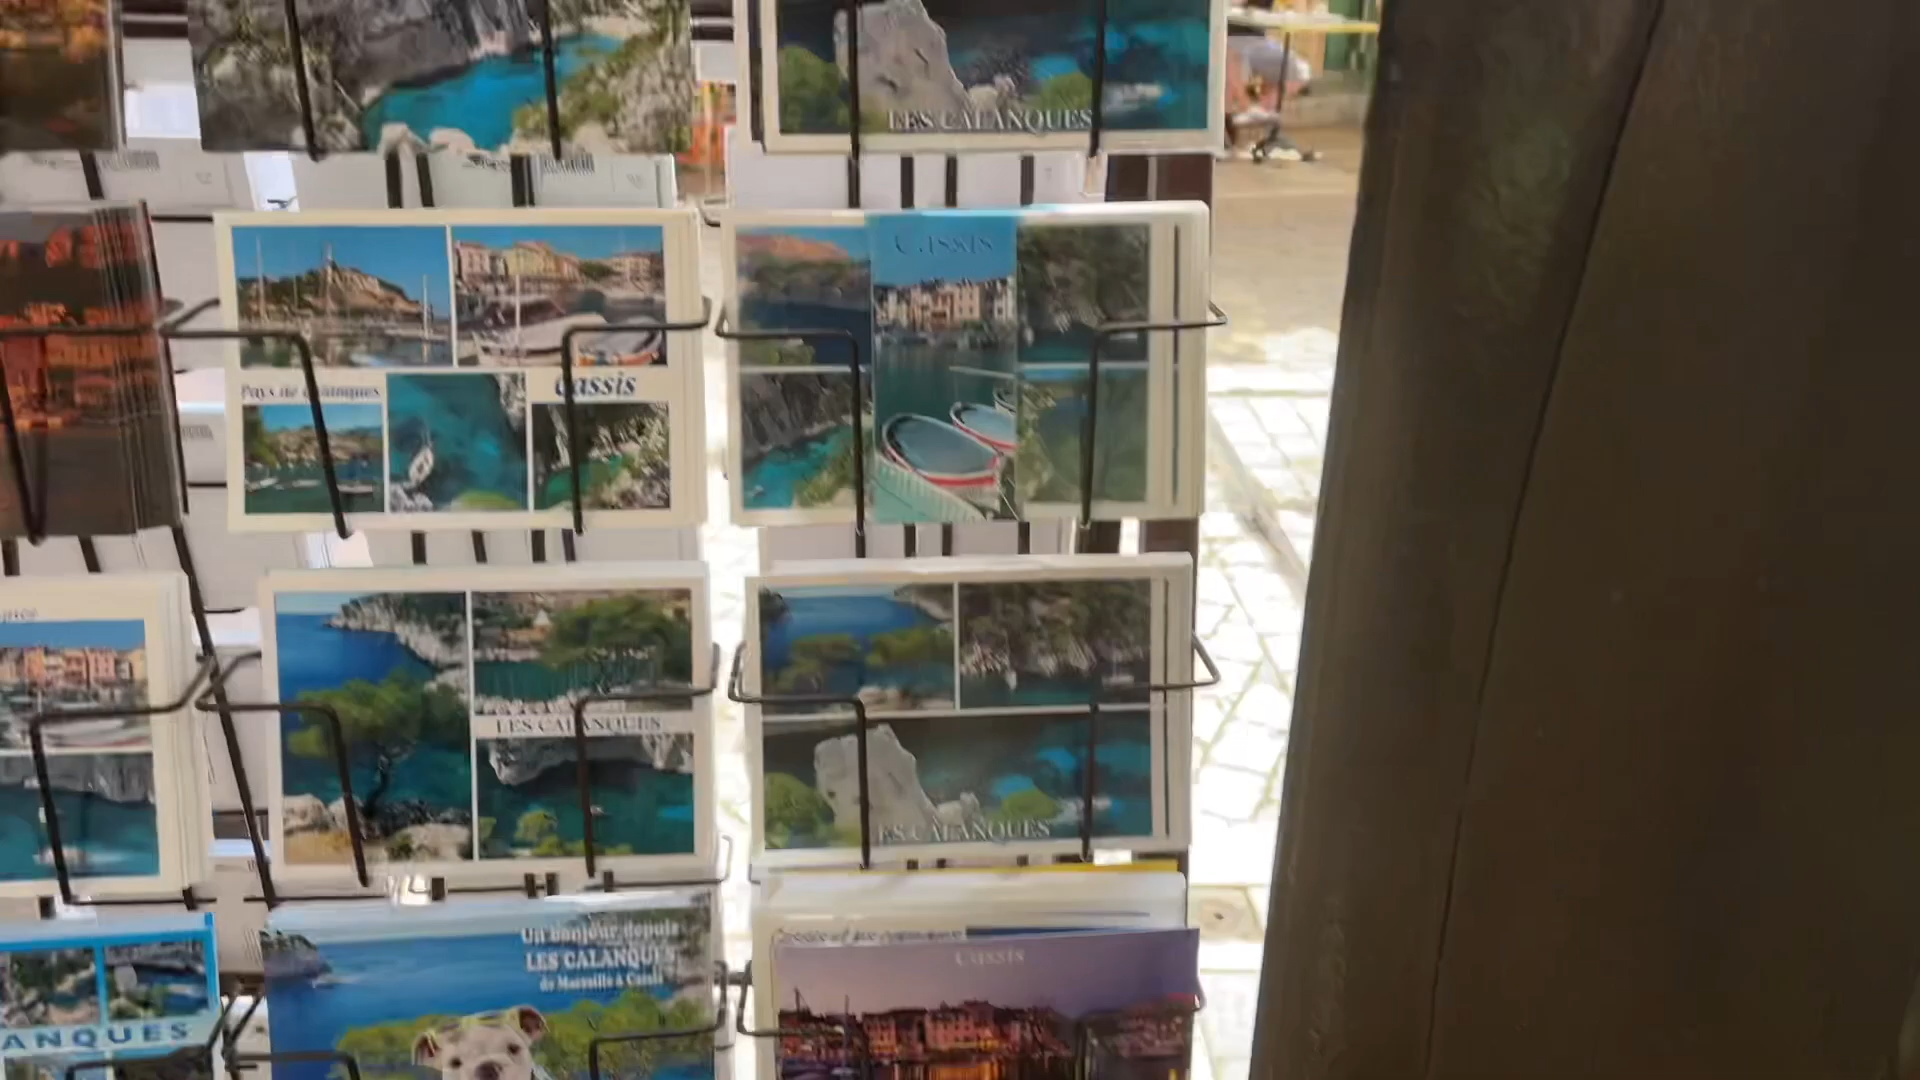 LES CALANQUES
Cassis
Pays de Calanques
Cassis
LES CALANQUES
LES CALANQUES
Un bonjour depuis
LES CALANQUES
de Marseille à Cassis
Cassis
ANQUES